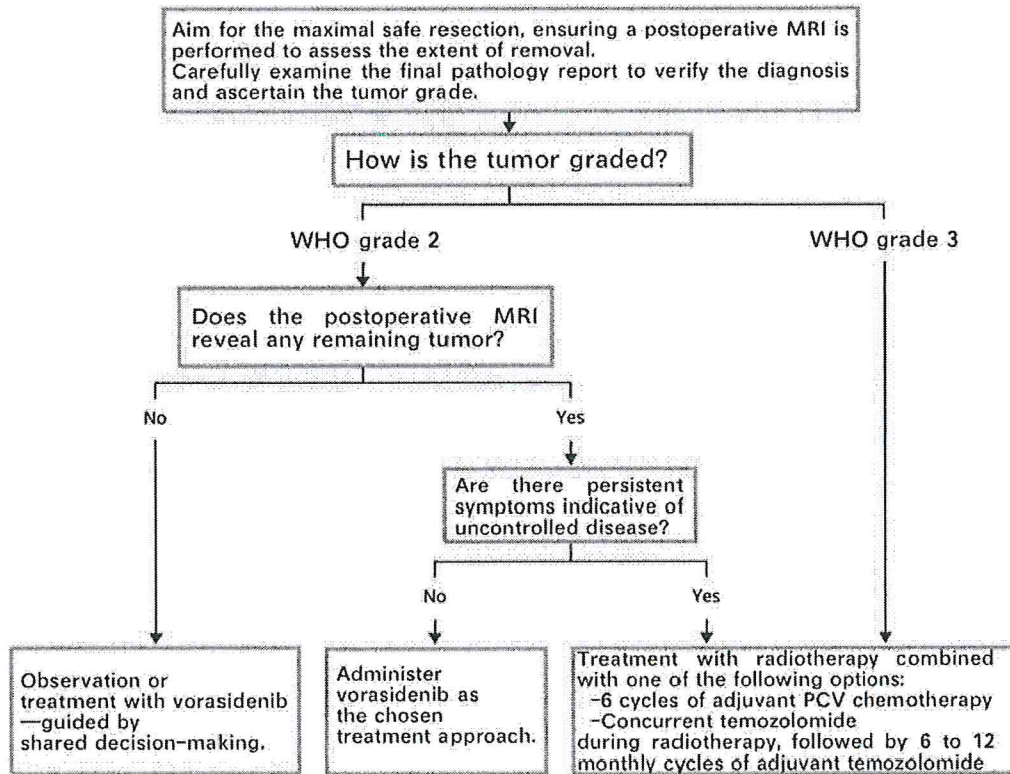 Aim for the maximal safe resection, ensuring a postoperative MRI is
performed to assess the extent of removal.
Carefully examine the final pathology report to verify the diagnosis
and ascertain the tumor grade.
How is the tumor graded?
WHO grade 2
WHO grade 3
Does the postoperative MRI
reveal any remaining tumor?
No
Yes
Are there persistent
symptoms indicative of
uncontrolled disease?
No
Yes
Observation or
treatment with vorasidenib
—guided by
shared decision-making.
Administer
vorasidenib as
the chosen
treatment approach.
Treatment with radiotherapy combined
with one of the following options:
-6 cycles of adjuvant PCV chemotherapy
-Concurrent temozolomide
during radiotherapy, followed by 6 to 12
monthly cycles of adjuvant temozolomide